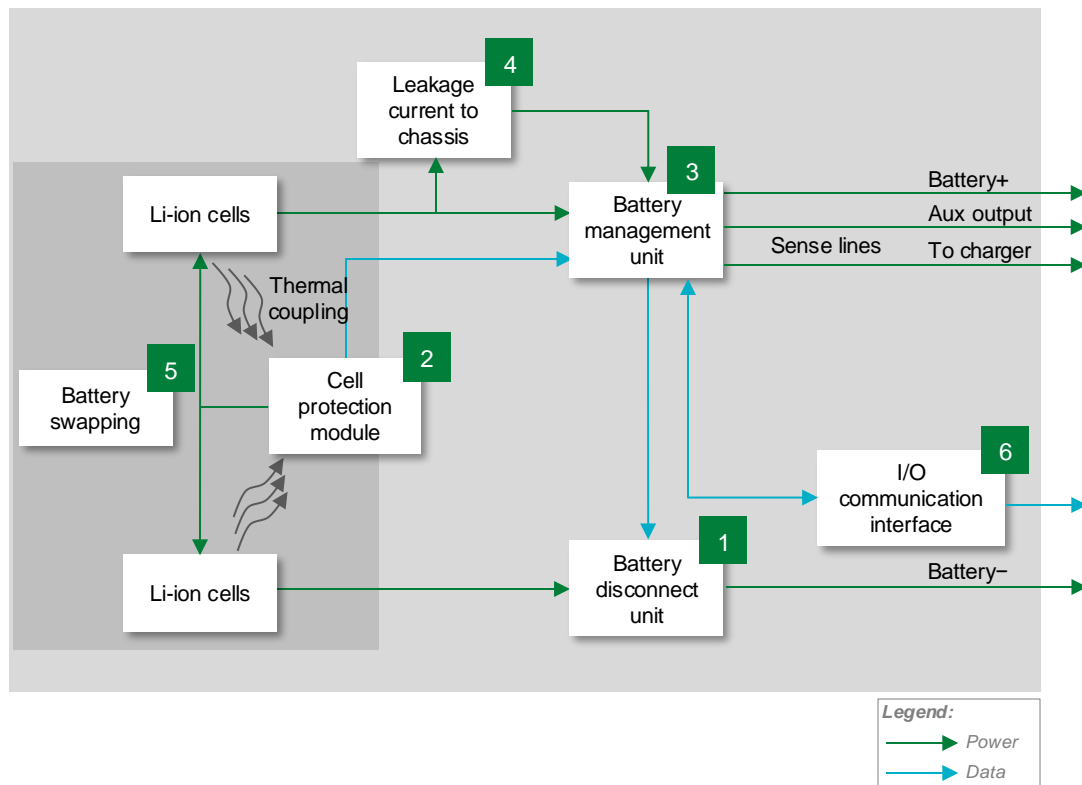 4
Leakage
current to
chassis
3
Battery
management
unit
Battery+
Aux output
Sense lines
To charger
Li-ion cells
Thermal
coupling
5
Battery
swapping
2
Cell
protection
module
6
I/O
communication
interface
1
Battery
disconnect
unit
Battery−
Li-ion cells
Legend:
Power
Data